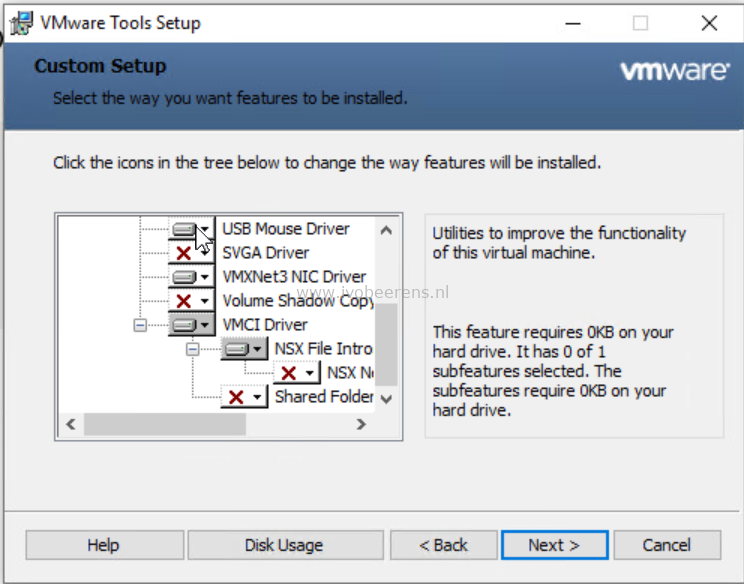 VMware Tools Setup
Custom Setup
Select the way you want features to be installed.
vmware
Click the icons in the tree below to change the way features will be installed.
USB Mouse Driver
SVGA Driver
VMXNet3 NIC Driver
Volume Shadow Copy
VMCI Driver
NSX File Intro
NSX Ne
Shared Folder
Utilities to improve the functionality
of this virtual machine.
This feature requires 0KB on your
hard drive. It has 0 of 1
subfeatures selected. The
subfeatures require 0KB on your
hard drive.
www.ivobeerens.nl
Help
Disk Usage
< Back
Next >
Cancel